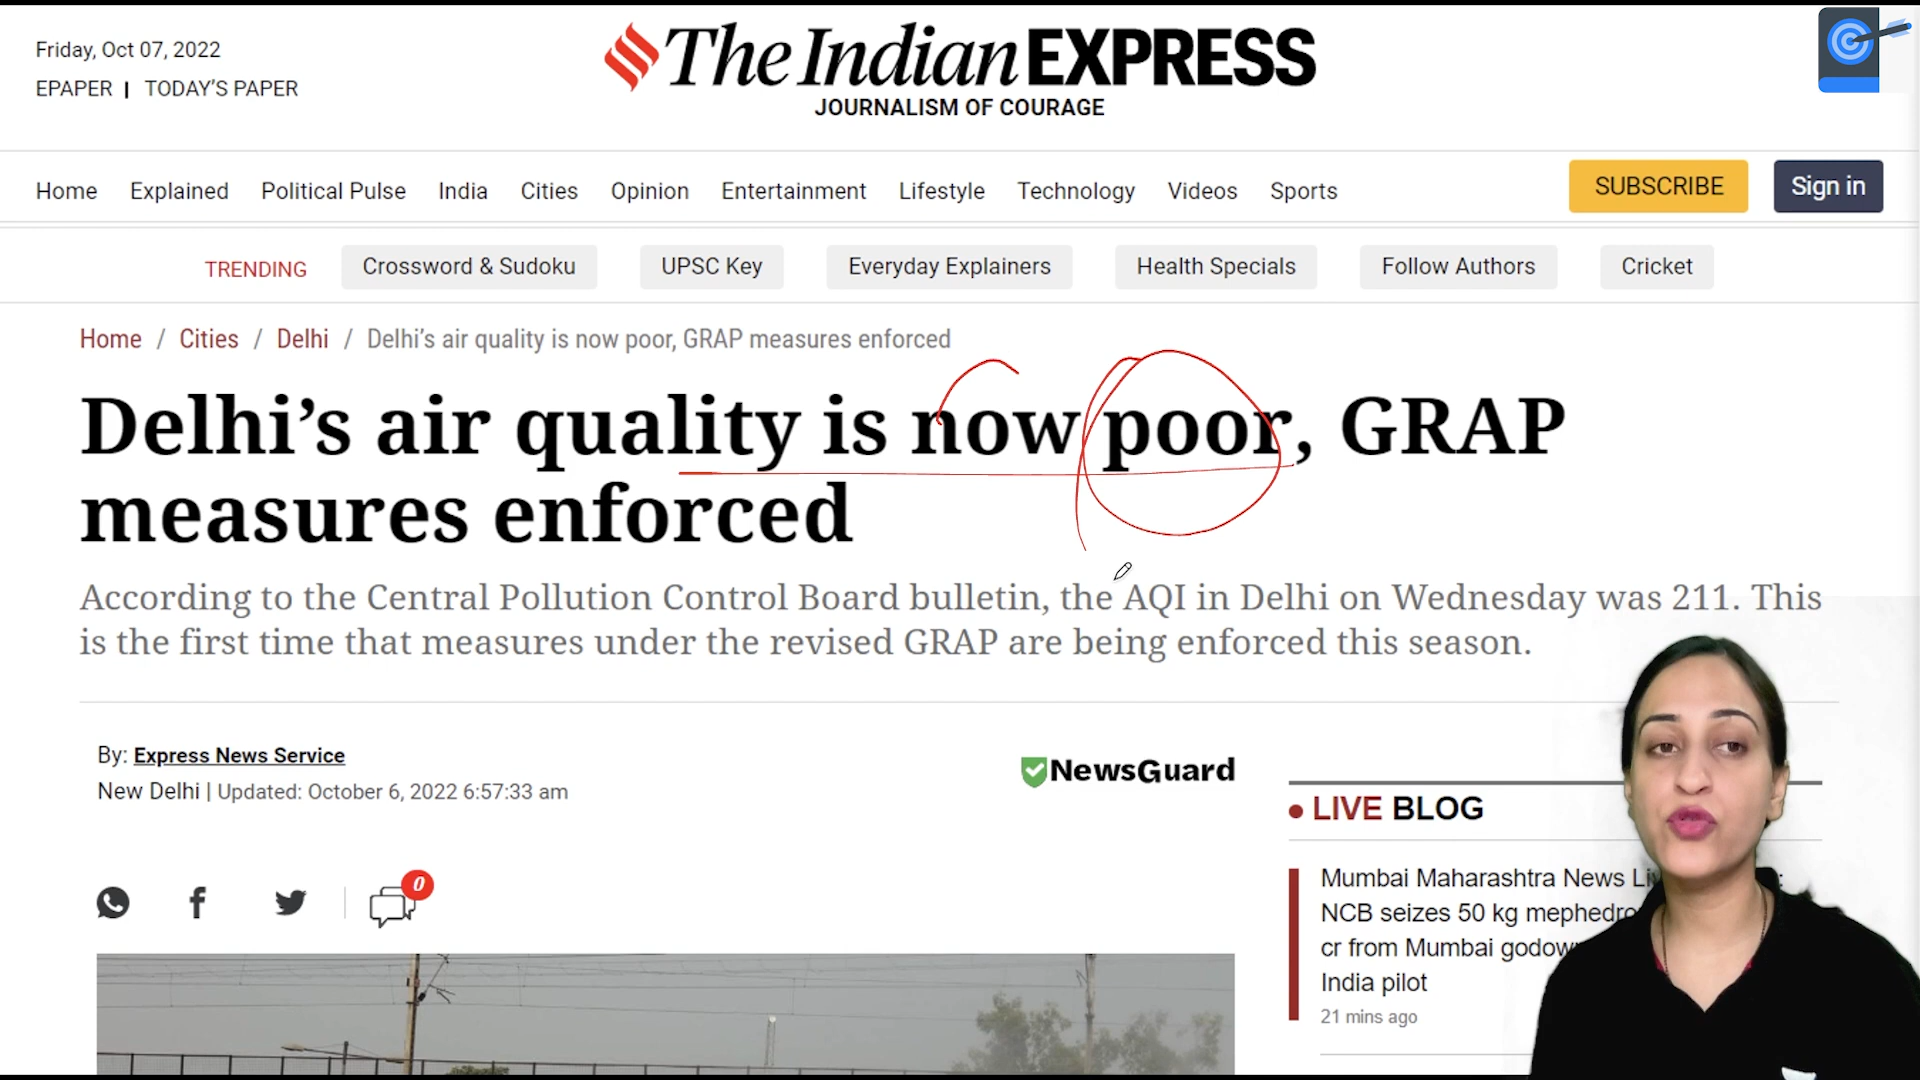 Friday, Oct 07, 2022
EPAPER | TODAY'S PAPER
The Indian EXPRESS
JOURNALISM OF COURAGE
Home Explained Political Pulse India Cities Opinion Entertainment Lifestyle Technology Videos Sports SUBSCRIBE Sign in
TRENDING Crossword & Sudoku UPSC Key Everyday Explainers Health Specials Follow Authors Cricket
Home / Cities / Delhi / Delhi's air quality is now poor, GRAP measures enforced
Delhi's air quality is now poor, GRAP
measures enforced
According to the Central Pollution Control Board bulletin, the AQI in Delhi on Wednesday was 211. This
is the first time that measures under the revised GRAP are being enforced this season.
By: Express News Service
New Delhi | Updated: October 6, 2022 6:57:33 am
NewsGuard
0
LIVE BLOG
Mumbai Maharashtra News
NCB seizes 50 kg
cr from Mumbai
India pilot
21 mins ago